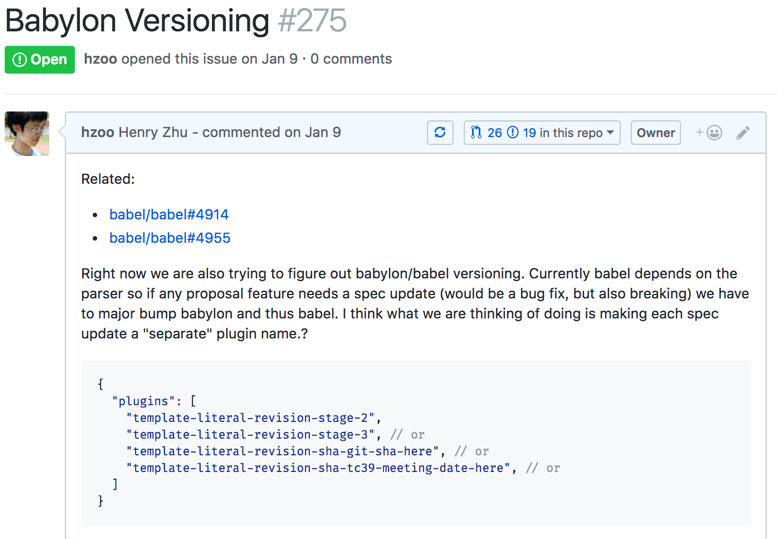 Babylon Versioning #275
Open hzoo opened this issue on Jan 9 · 0 comments
hzoo Henry Zhu - commented on Jan 9 26 19 in this repo Owner +
Related:
• babel/babel#4914
• babel/babel#4955
Right now we are also trying to figure out babylon/babel versioning. Currently babel depends on the
parser so if any proposal feature needs a spec update (would be a bug fix, but also breaking) we have
to major bump babylon and thus babel. I think what we are thinking of doing is making each spec
update a "separate" plugin name.?
{
"plugins": [
"template-literal-revision-stage-2",
"template-literal-revision-stage-3", // or
"template-literal-revision-sha-git-sha-here", // or
"template-literal-revision-sha-tc39-meeting-date-here", // or
]
}